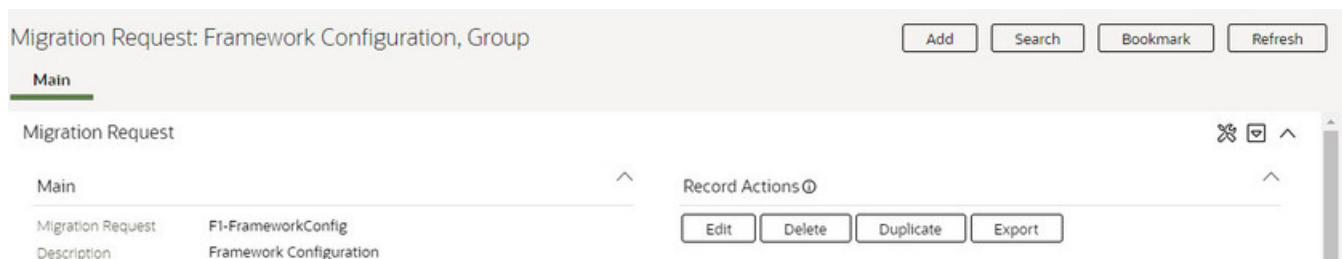 Migration Request: Framework Configuration, Group
Add Search Bookmark Refresh
Main
Migration Request
Main
Record Actions
Migration Request F1-FrameworkConfig
Edit Delete Duplicate Export
Description Framework Configuration